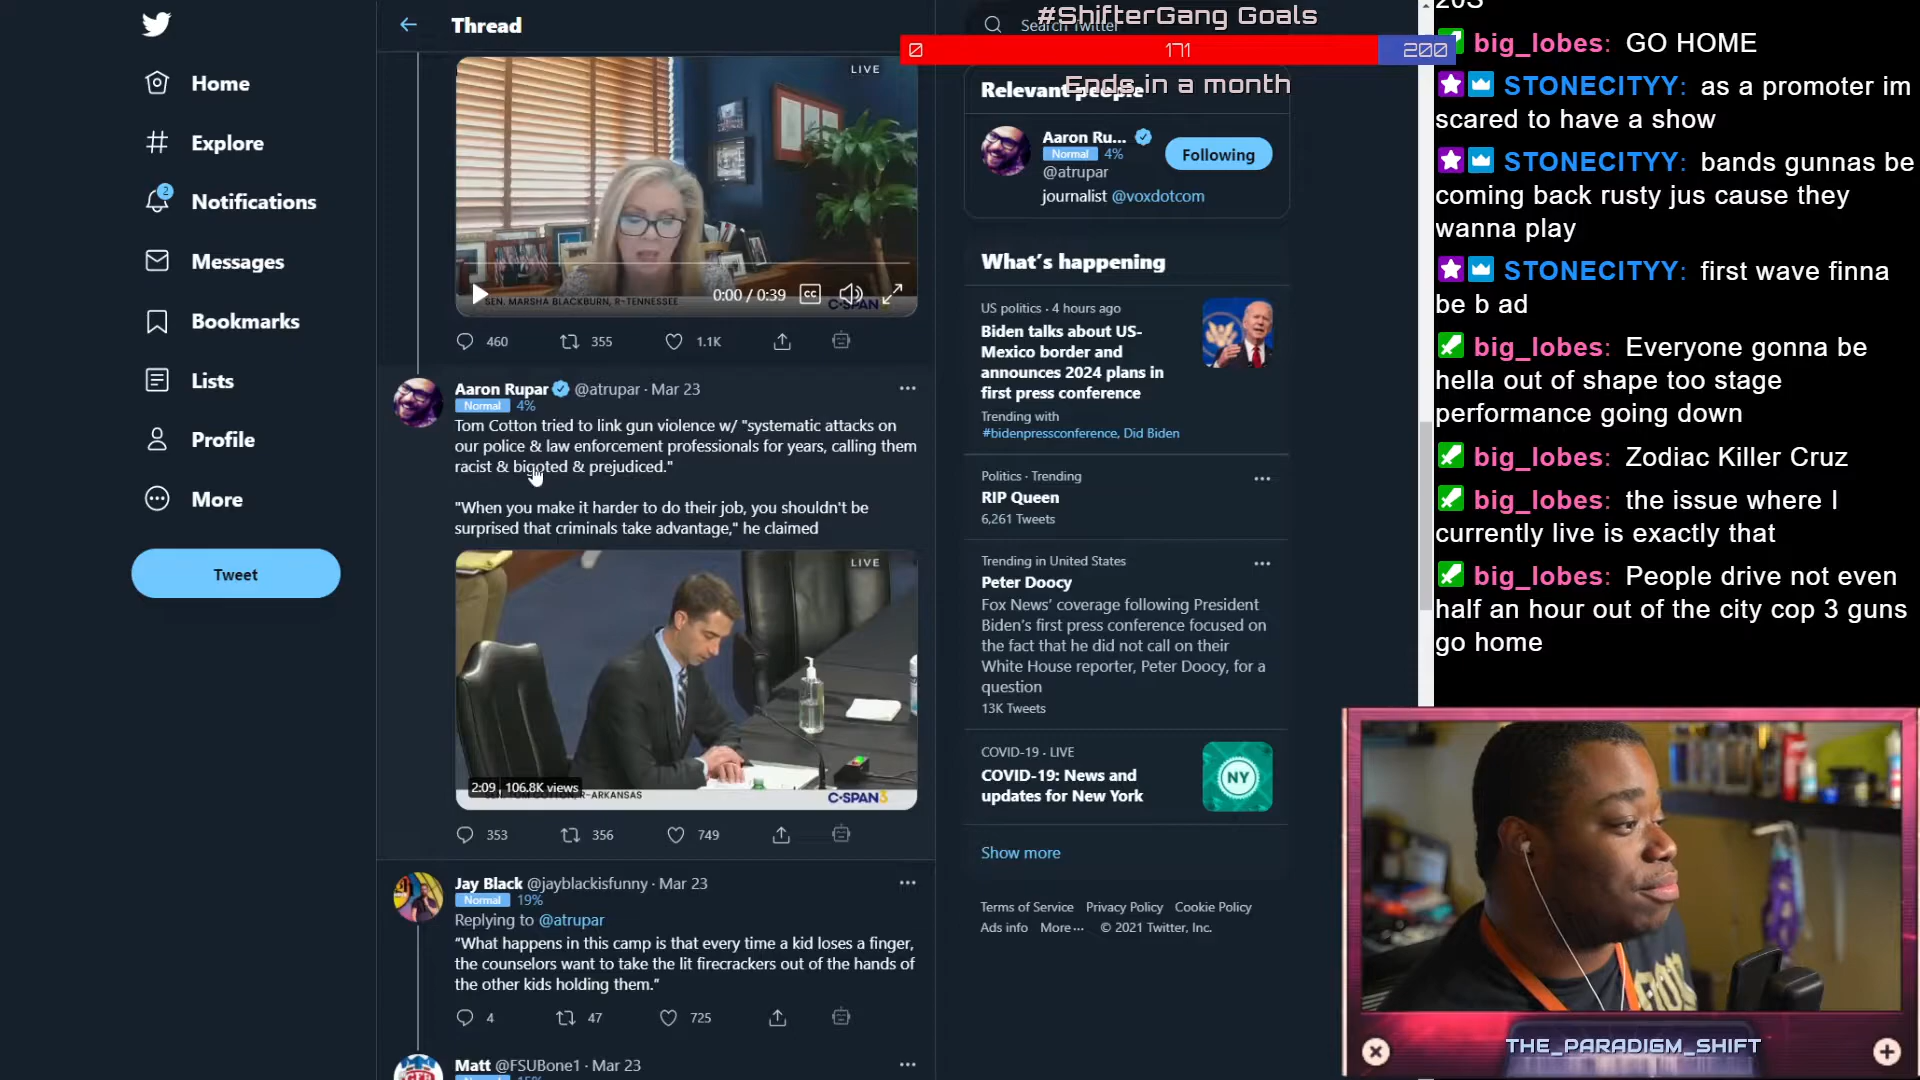 Home
Explore
2
Notifications
Messages
Bookmarks
Lists
Profile
More
Tweet
Thread
LIVE
SEN. MARSHA BLACKBURN, R-TENNESSEE
0:00 / 0:39
CC
460
355
1.1K
Aaron Rupar @atrupar · Mar 23
Normal 4%
Tom Cotton tried to link gun violence w/ "systematic attacks on
our police & law enforcement professionals for years, calling them
racist & bigoted & prejudiced."
"When you make it harder to do their job, you shouldn't be
surprised that criminals take advantage," he claimed
LIVE
2:09 106.8K views
C-SPAN3
353
356
749
Jay Black @jayblackisfunny · Mar 23
Normal 19%
Replying to @atrupar
“What happens in this camp is that every time a kid loses a finger,
the counselors want to take the lit firecrackers out of the hands of
the other kids holding them.”
4
47
725
Matt @FSUBone1 · Mar 23
Search Twitter
#ShifterGang Goals
0
171
200
Ends in a month
Relevant people
Aaron Ru...
Normal 4%
@atrupar
Following
journalist @voxdotcom
What's happening
US politics · 4 hours ago
Biden talks about US-
Mexico border and
announces 2024 plans in
first press conference
Trending with
#bidenpressconference, Did Biden
Politics · Trending
RIP Queen
6,261 Tweets
Trending in United States
Peter Doocy
Fox News' coverage following President
Biden's first press conference focused on
the fact that he did not call on their
White House reporter, Peter Doocy, for a
question
13K Tweets
COVID-19 · LIVE
COVID-19: News and
updates for New York
NY
Show more
Terms of Service Privacy Policy Cookie Policy
Ads info More··· © 2021 Twitter, Inc.
big_lobes: GO HOME
STONECITYY: as a promoter im
scared to have a show
STONECITYY: bands gunnas be
coming back rusty jus cause they
wanna play
STONECITYY: first wave finna
be b ad
big_lobes: Everyone gonna be
hella out of shape too stage
performance going down
big_lobes: Zodiac Killer Cruz
big_lobes: the issue where I
currently live is exactly that
big_lobes: People drive not even
half an hour out of the city cop 3 guns
go home
THE_PARADIGM_SHIFT